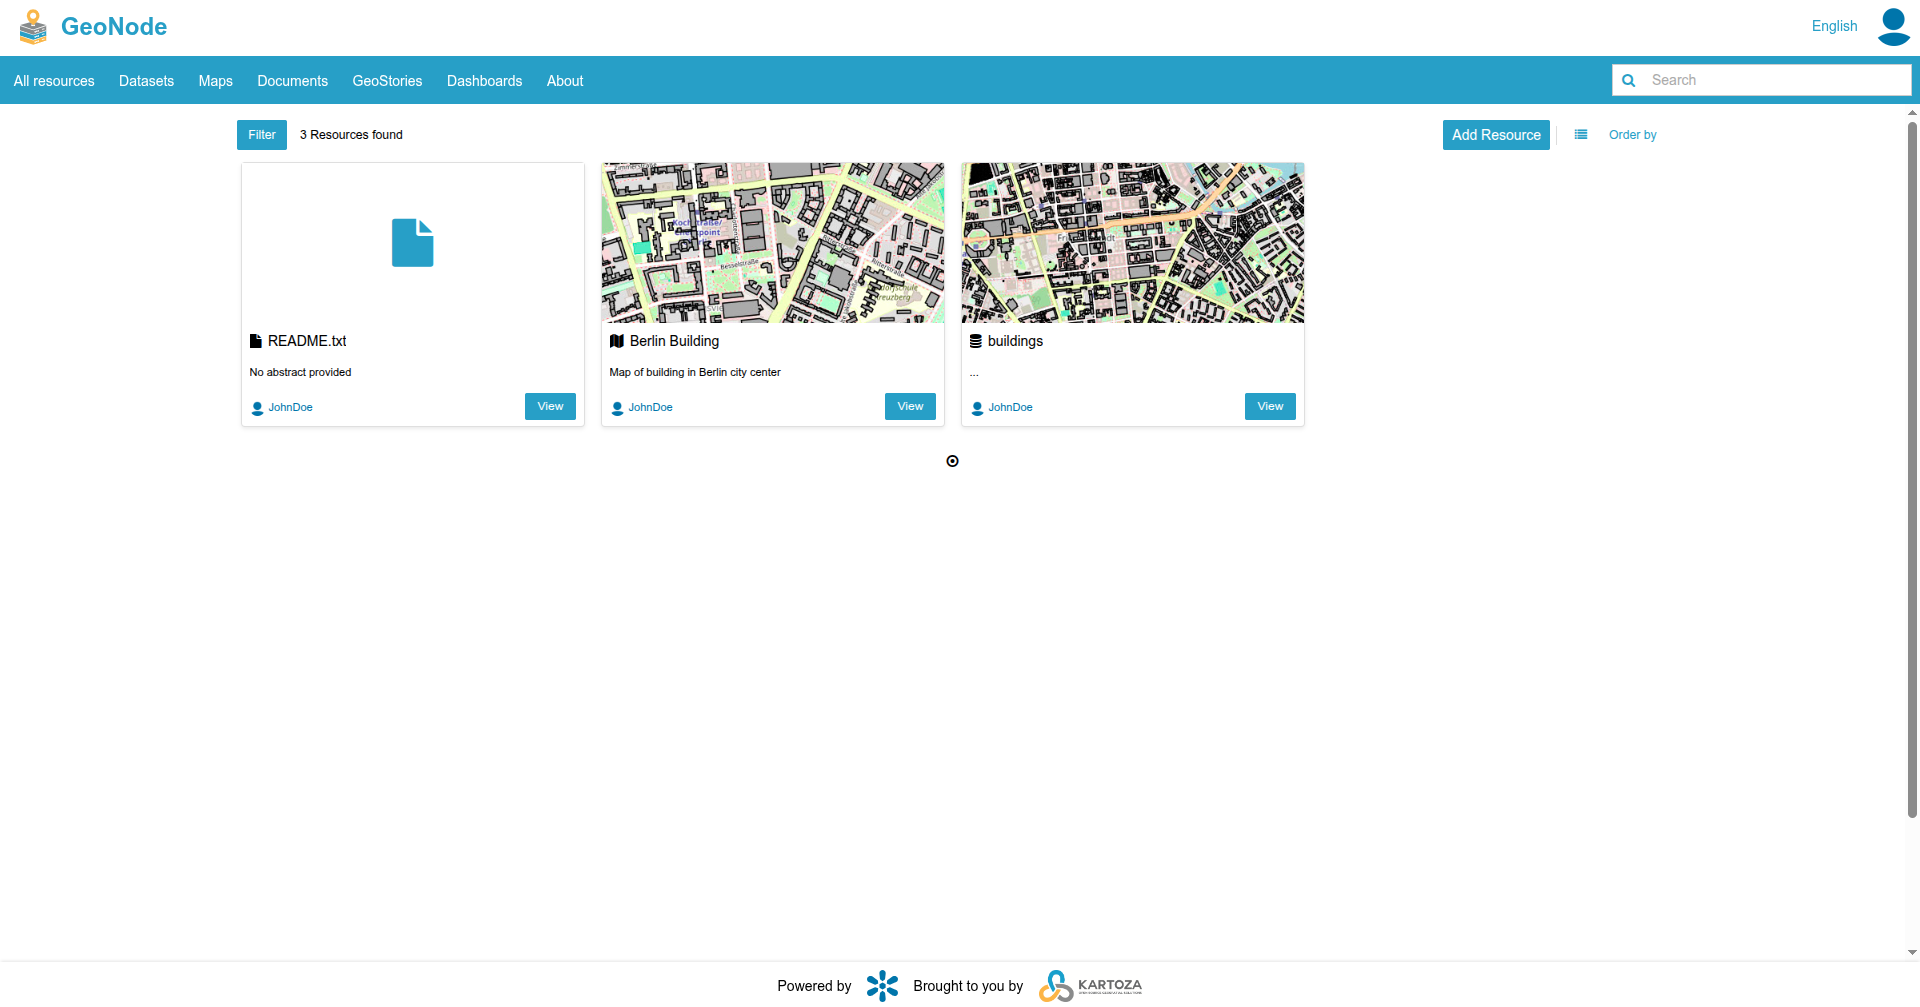 GeoNode
English
All resources Datasets Maps Documents GeoStories Dashboards About
Search
Filter 3 Resources found
Add Resource Order by
README.txt
No abstract provided
JohnDoe View
Besselstraße
Ritterstraße
Berlin Building
Map of building in Berlin city center
JohnDoe View
buildings
...
JohnDoe View
Powered by Brought to you by KARTOZA